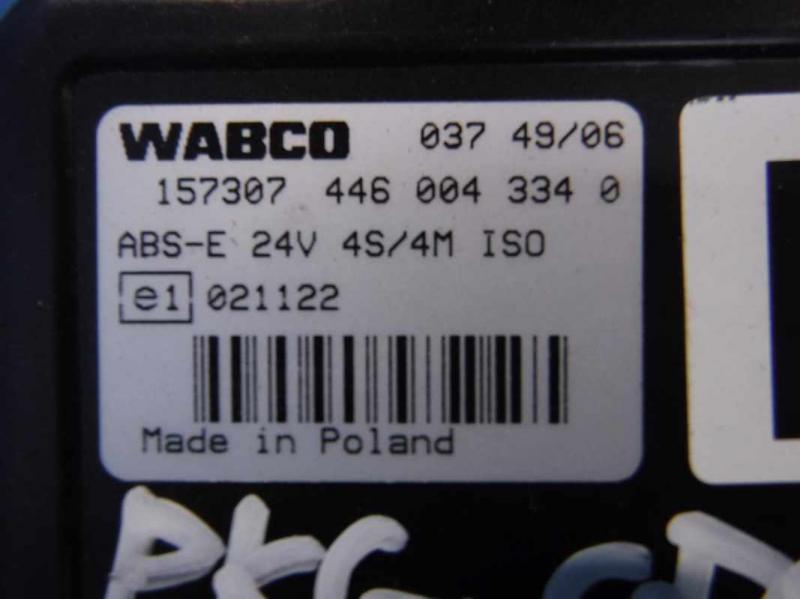 WABCO 037 49/06
157307 446 004 334 0
ABS-E 24V 4S/4M ISO
e1 021122
Made in Poland